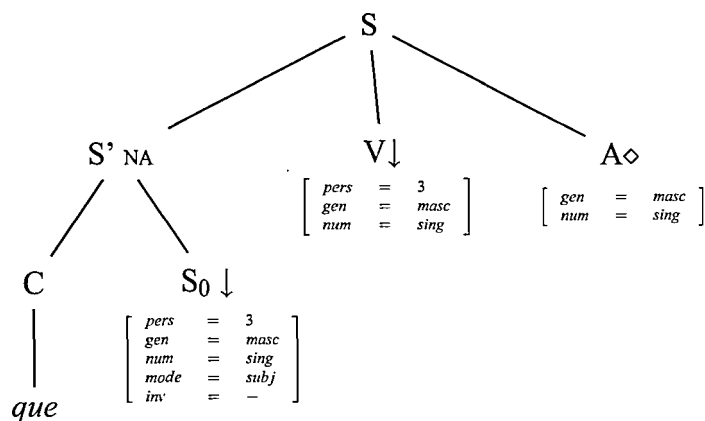 S
S' NA V↓ A◇
[ pers = 3
gen = masc
num = sing ]
[ gen = masc
num = sing ]
C S₀ ↓
[ pers = 3
gen = masc
num = sing
mode = subj
inv = − ]
que